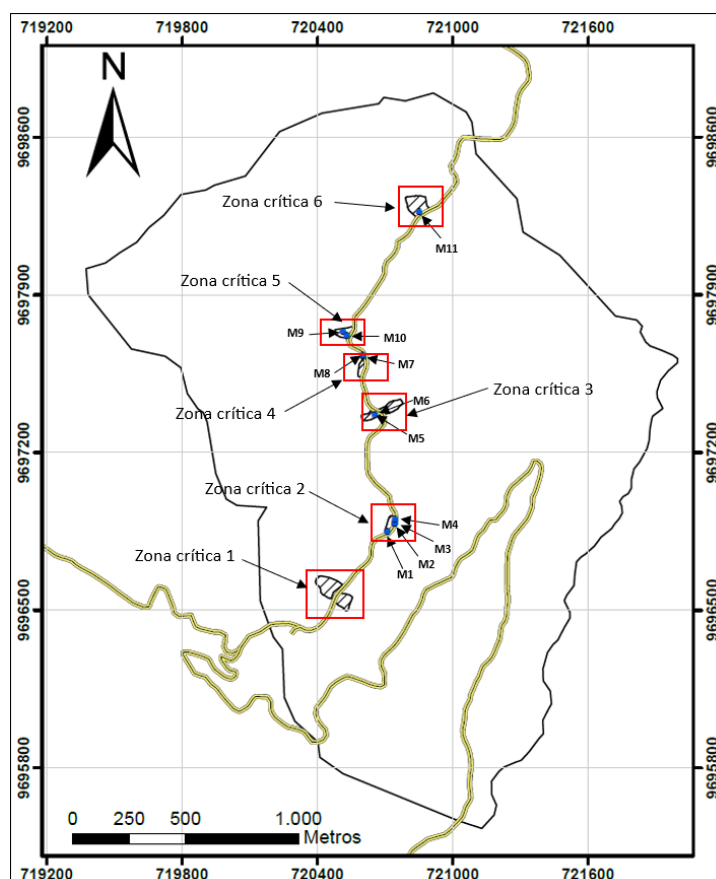 719200 719800 720400 721000 721600
N
9698600 9698600
Zona crítica 6
M11
9697900 9697900
Zona crítica 5
M9 M10
M8 M7
Zona crítica 4
Zona crítica 3
M6
M5
9697200 9697200
Zona crítica 2
M4
M3
M2
M1
Zona crítica 1
9696500 9696500
9695800 9695800
0 250 500 1.000
Metros
719200 719800 720400 721000 721600